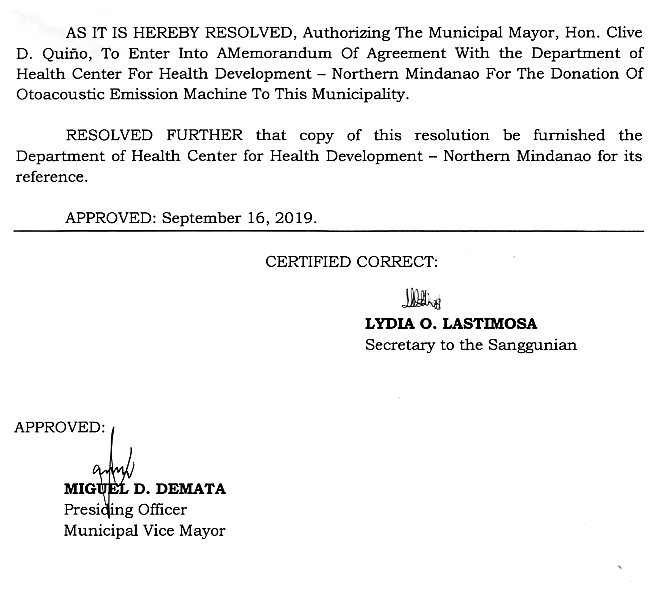 AS IT IS HEREBY RESOLVED, Authorizing The Municipal Mayor, Hon. Clive
D. Quiño, To Enter Into AMemorandum Of Agreement With the Department of
Health Center For Health Development – Northern Mindanao For The Donation Of
Otoacoustic Emission Machine To This Municipality.
RESOLVED FURTHER that copy of this resolution be furnished the
Department of Health Center for Health Development – Northern Mindanao for its
reference.
APPROVED: September 16, 2019.
CERTIFIED CORRECT:
LYDIA O. LASTIMOSA
Secretary to the Sanggunian
APPROVED:
MIGUEL D. DEMATA
Presiding Officer
Municipal Vice Mayor